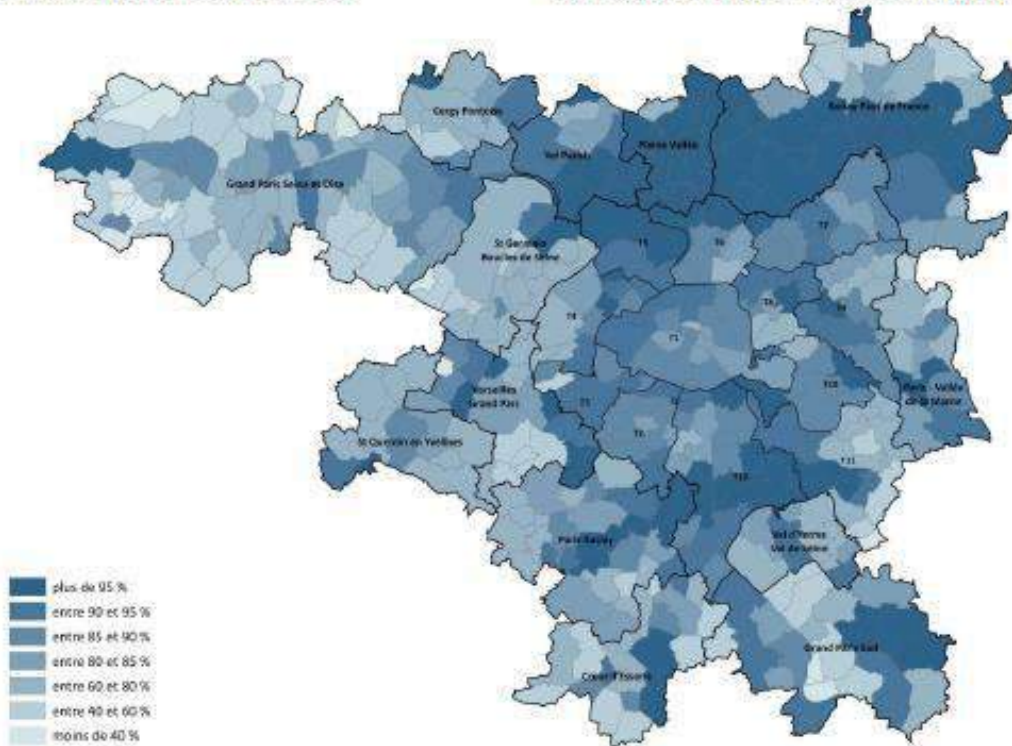 Cergy Pontoise
Roissy Pays de France
Val Parisis
Plaine Vallée
Grand Paris Seine et Oise
T5
T6
T7
St Germain
Boucles de Seine
T4
T1
T9
Versailles
Grand Parc
Paris - Vallée
de la Marne
T10
T3
St Quentin en Yvelines
T11
T12
Paris Saclay
Val d'Yerres
Val de Seine
Grand Paris Sud
Coeur d'Essonne
plus de 95 %
entre 90 et 95 %
entre 85 et 90 %
entre 80 et 85 %
entre 60 et 80 %
entre 40 et 60 %
moins de 40 %